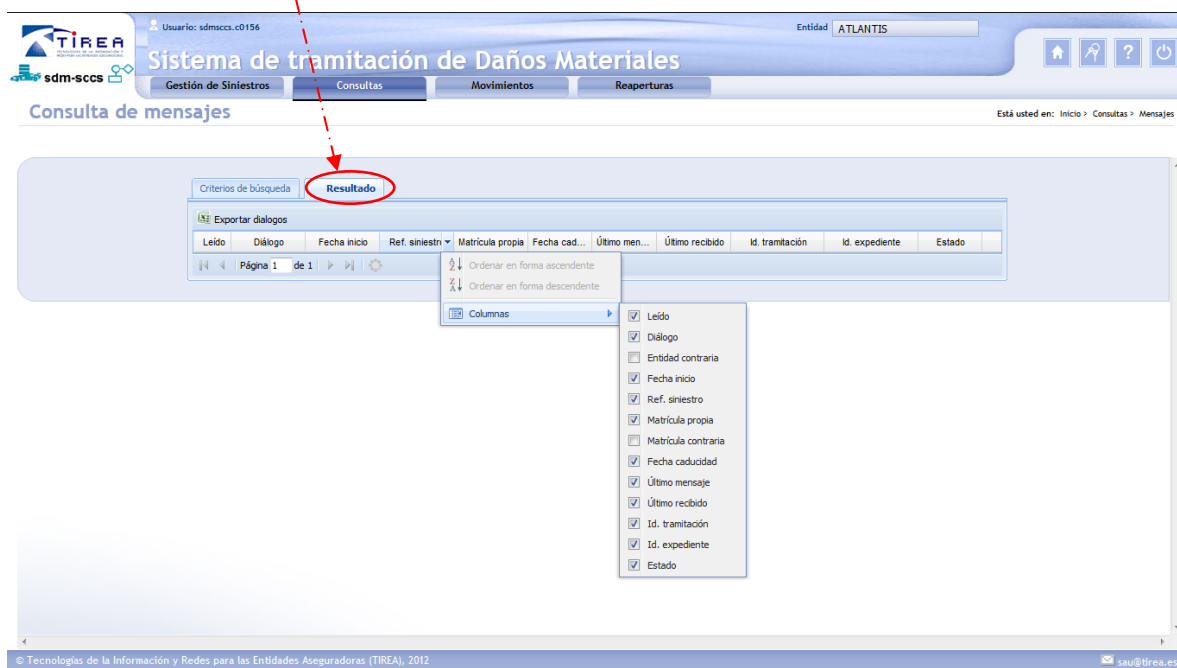 Usuario: sdmsccs.c0156
Entidad ATLANTIS
TIREA
sdm-sccs
Sistema de tramitación de Daños Materiales
Gestión de Siniestros Consultas Movimientos Reaperturas
Consulta de mensajes
Está usted en: Inicio > Consultas > Mensajes
Criterios de búsqueda Resultado
Exportar dialogos
Leído Diálogo Fecha inicio Ref. siniestr Matrícula propia Fecha cad... Último men... Último recibido Id. tramitación Id. expediente Estado
Página 1 de 1
Ordenar en forma ascendente
Ordenar en forma descendente
Columnas
Leído
Diálogo
Entidad contraria
Fecha inicio
Ref. siniestro
Matrícula propia
Matrícula contraria
Fecha caducidad
Último mensaje
Último recibido
Id. tramitación
Id. expediente
Estado
© Tecnologías de la Información y Redes para las Entidades Aseguradoras (TIREA), 2012
sau@tirea.es